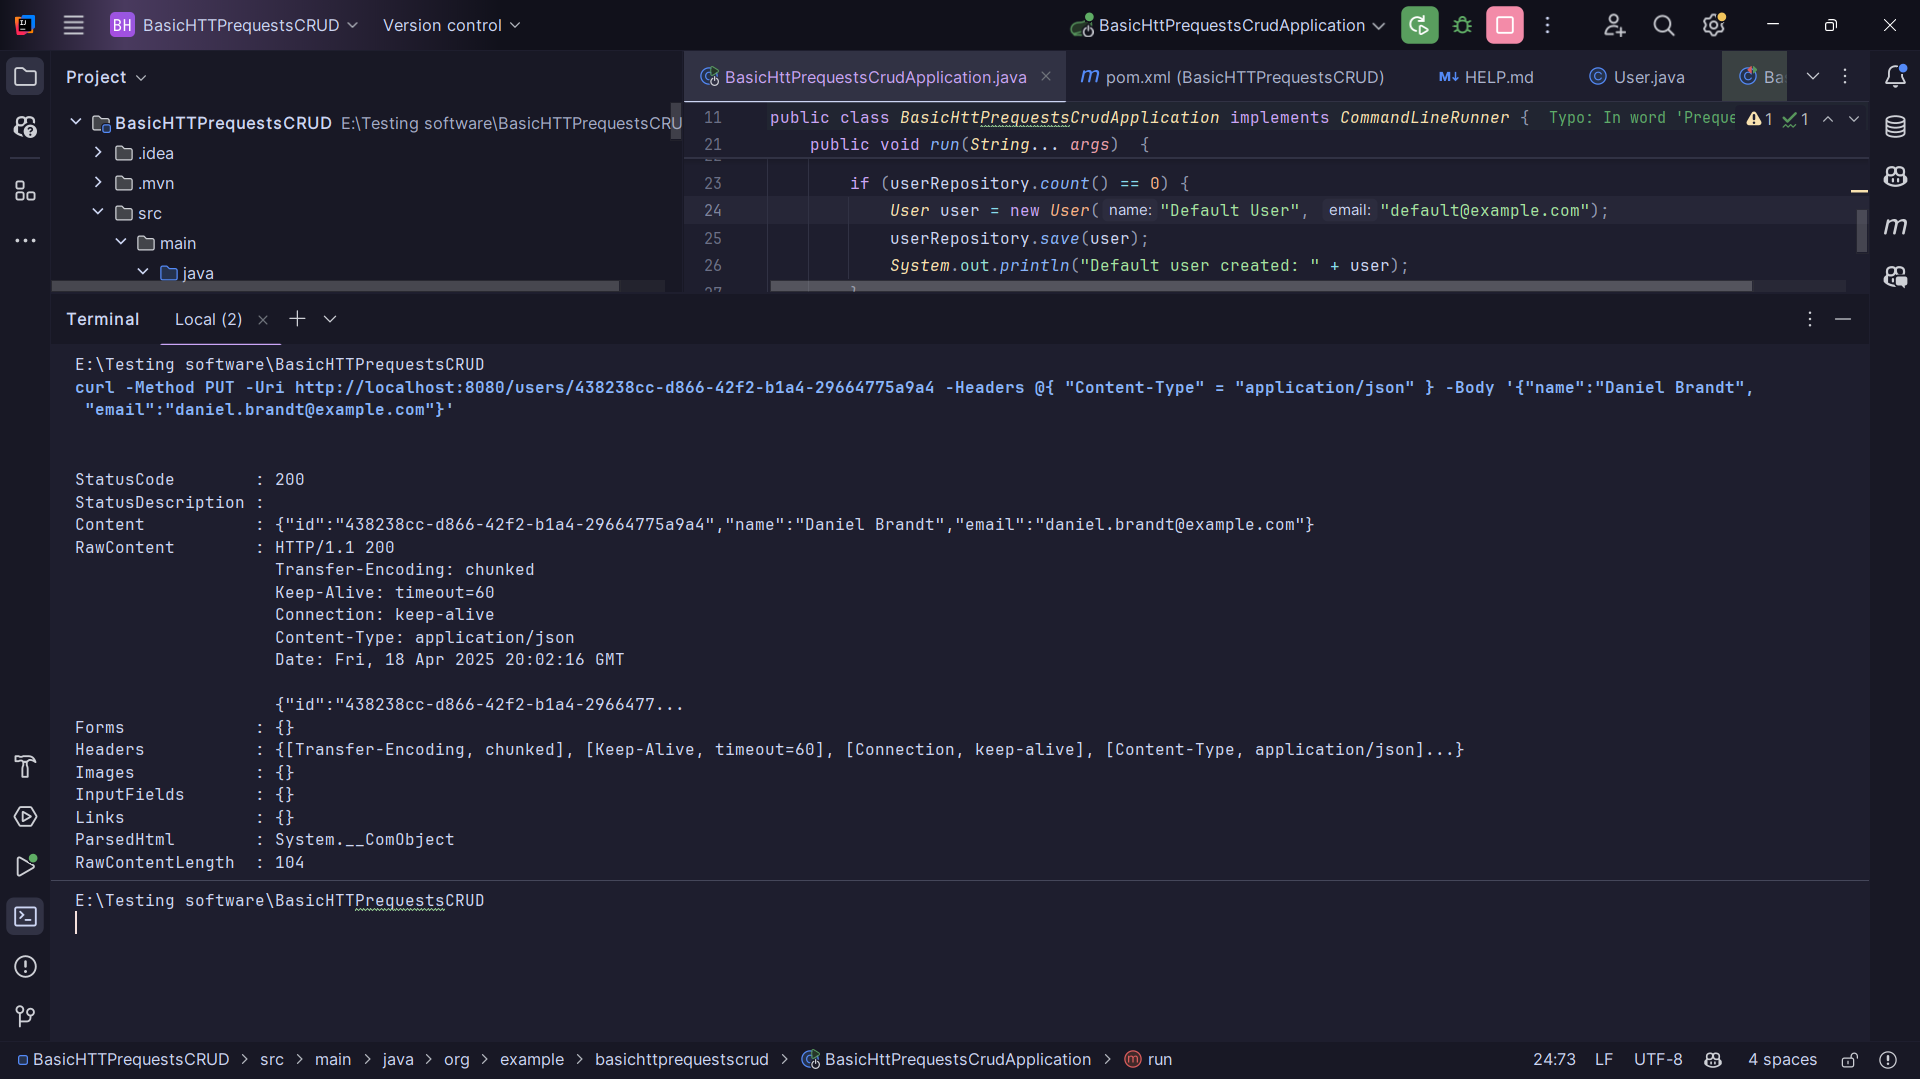 BH BasicHTTPrequestsCRUD Version control BasicHttPrequestsCrudApplication
Project
BasicHTTPrequestsCRUD E:\Testing software\BasicHTTPrequestsCRU
.idea
.mvn
src
main
java
BasicHttPrequestsCrudApplication.java pom.xml (BasicHTTPrequestsCRUD) HELP.md User.java Ba
11 public class BasicHttPrequestsCrudApplication implements CommandLineRunner { Typo: In word 'Preque 1 1
21 public void run(String... args) {
23 if (userRepository.count() == 0) {
24 User user = new User( name: "Default User", email: "default@example.com");
25 userRepository.save(user);
26 System.out.println("Default user created: " + user);
27 }
Terminal Local (2)
E:\Testing software\BasicHTTPrequestsCRUD
curl -Method PUT -Uri http://localhost:8080/users/438238cc-d866-42f2-b1a4-29664775a9a4 -Headers @{ "Content-Type" = "application/json" } -Body '{"name":"Daniel Brandt",
"email":"daniel.brandt@example.com"}'
StatusCode : 200
StatusDescription :
Content : {"id":"438238cc-d866-42f2-b1a4-29664775a9a4","name":"Daniel Brandt","email":"daniel.brandt@example.com"}
RawContent : HTTP/1.1 200
Transfer-Encoding: chunked
Keep-Alive: timeout=60
Connection: keep-alive
Content-Type: application/json
Date: Fri, 18 Apr 2025 20:02:16 GMT
{"id":"438238cc-d866-42f2-b1a4-2966477...
Forms : {}
Headers : {[Transfer-Encoding, chunked], [Keep-Alive, timeout=60], [Connection, keep-alive], [Content-Type, application/json]...}
Images : {}
InputFields : {}
Links : {}
ParsedHtml : System.__ComObject
RawContentLength : 104
E:\Testing software\BasicHTTPrequestsCRUD
BasicHTTPrequestsCRUD > src > main > java > org > example > basichttprequestscrud > BasicHttPrequestsCrudApplication > m run 24:73 LF UTF-8 4 spaces